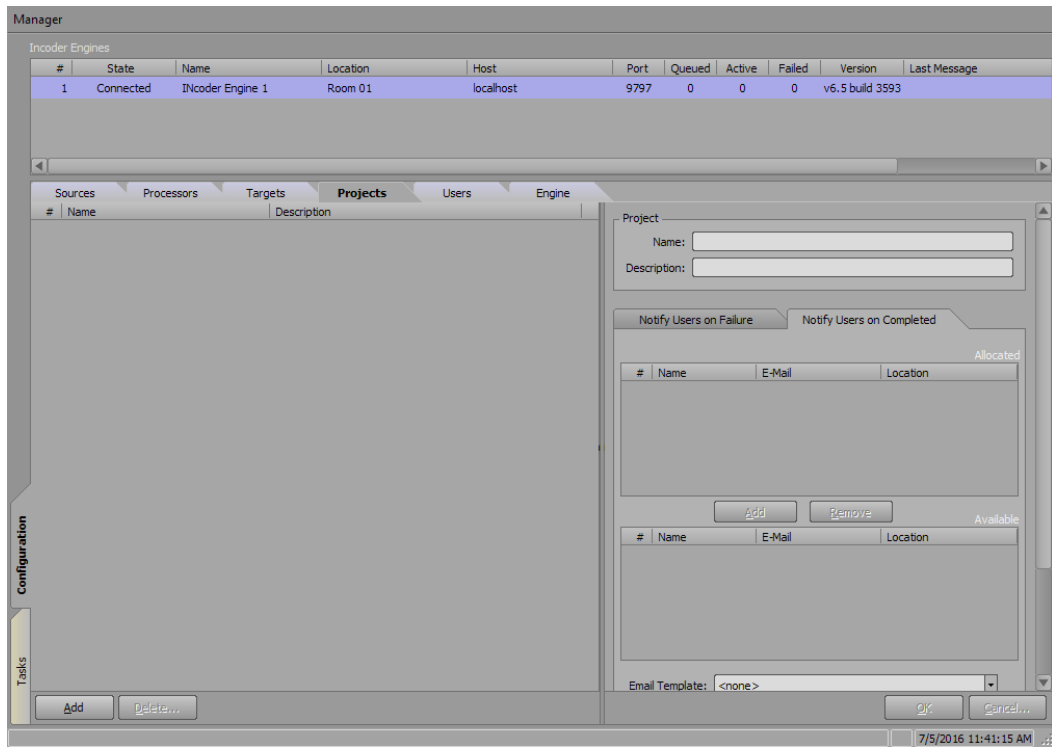 Manager
Incoder Engines
# State Name Location Host Port Queued Active Failed Version Last Message
1 Connected INcoder Engine 1 Room 01 localhost 9797 0 0 0 v6.5 build 3593
Sources Processors Targets Projects Users Engine
# Name Description
Project
Name:
Description:
Notify Users on Failure Notify Users on Completed
Allocated
# Name E-Mail Location
Add Remove
Available
# Name E-Mail Location
Configuration
Tasks
Email Template: <none>
Add Delete... OK Cancel...
7/5/2016 11:41:15 AM